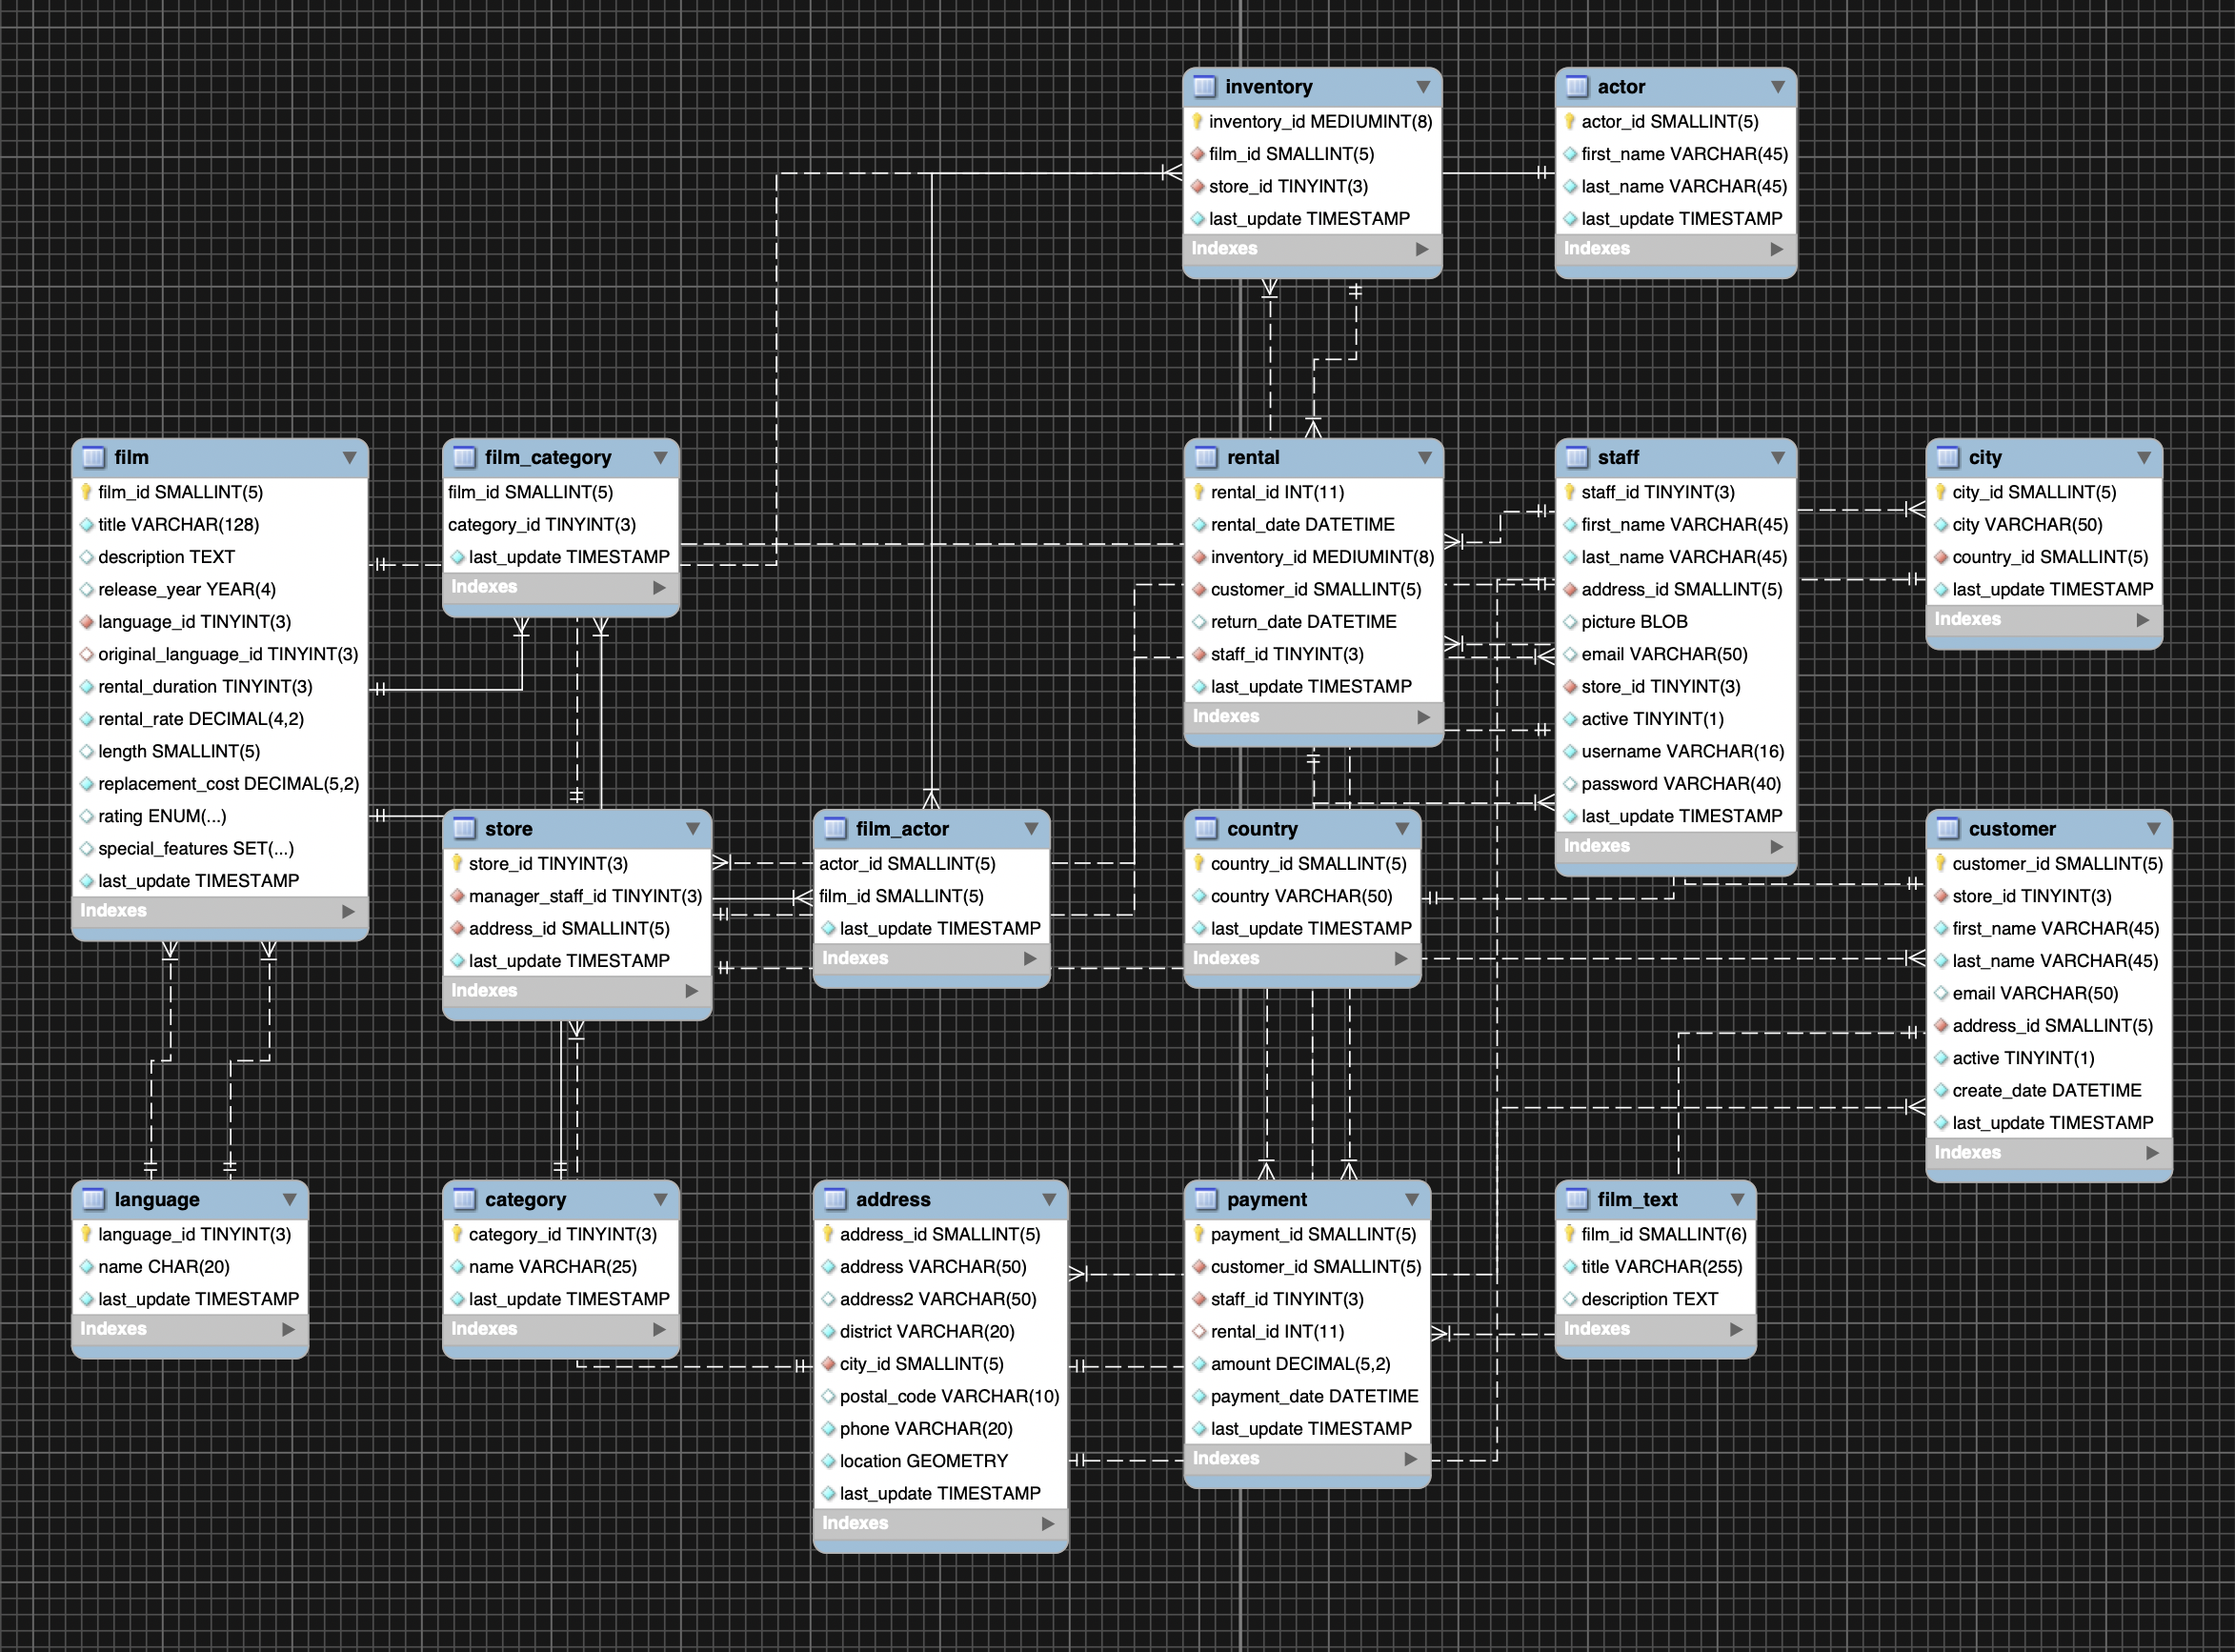 inventory
inventory_id MEDIUMINT(8)
film_id SMALLINT(5)
store_id TINYINT(3)
last_update TIMESTAMP
Indexes
actor
actor_id SMALLINT(5)
first_name VARCHAR(45)
last_name VARCHAR(45)
last_update TIMESTAMP
Indexes
film
film_id SMALLINT(5)
title VARCHAR(128)
description TEXT
release_year YEAR(4)
language_id TINYINT(3)
original_language_id TINYINT(3)
rental_duration TINYINT(3)
rental_rate DECIMAL(4,2)
length SMALLINT(5)
replacement_cost DECIMAL(5,2)
rating ENUM(...)
special_features SET(...)
last_update TIMESTAMP
Indexes
film_category
film_id SMALLINT(5)
category_id TINYINT(3)
last_update TIMESTAMP
Indexes
rental
rental_id INT(11)
rental_date DATETIME
inventory_id MEDIUMINT(8)
customer_id SMALLINT(5)
return_date DATETIME
staff_id TINYINT(3)
last_update TIMESTAMP
Indexes
staff
staff_id TINYINT(3)
first_name VARCHAR(45)
last_name VARCHAR(45)
address_id SMALLINT(5)
picture BLOB
email VARCHAR(50)
store_id TINYINT(3)
active TINYINT(1)
username VARCHAR(16)
password VARCHAR(40)
last_update TIMESTAMP
Indexes
city
city_id SMALLINT(5)
city VARCHAR(50)
country_id SMALLINT(5)
last_update TIMESTAMP
Indexes
store
store_id TINYINT(3)
manager_staff_id TINYINT(3)
address_id SMALLINT(5)
last_update TIMESTAMP
Indexes
film_actor
actor_id SMALLINT(5)
film_id SMALLINT(5)
last_update TIMESTAMP
Indexes
country
country_id SMALLINT(5)
country VARCHAR(50)
last_update TIMESTAMP
Indexes
customer
customer_id SMALLINT(5)
store_id TINYINT(3)
first_name VARCHAR(45)
last_name VARCHAR(45)
email VARCHAR(50)
address_id SMALLINT(5)
active TINYINT(1)
create_date DATETIME
last_update TIMESTAMP
Indexes
language
language_id TINYINT(3)
name CHAR(20)
last_update TIMESTAMP
Indexes
category
category_id TINYINT(3)
name VARCHAR(25)
last_update TIMESTAMP
Indexes
address
address_id SMALLINT(5)
address VARCHAR(50)
address2 VARCHAR(50)
district VARCHAR(20)
city_id SMALLINT(5)
postal_code VARCHAR(10)
phone VARCHAR(20)
location GEOMETRY
last_update TIMESTAMP
Indexes
payment
payment_id SMALLINT(5)
customer_id SMALLINT(5)
staff_id TINYINT(3)
rental_id INT(11)
amount DECIMAL(5,2)
payment_date DATETIME
last_update TIMESTAMP
Indexes
film_text
film_id SMALLINT(6)
title VARCHAR(255)
description TEXT
Indexes